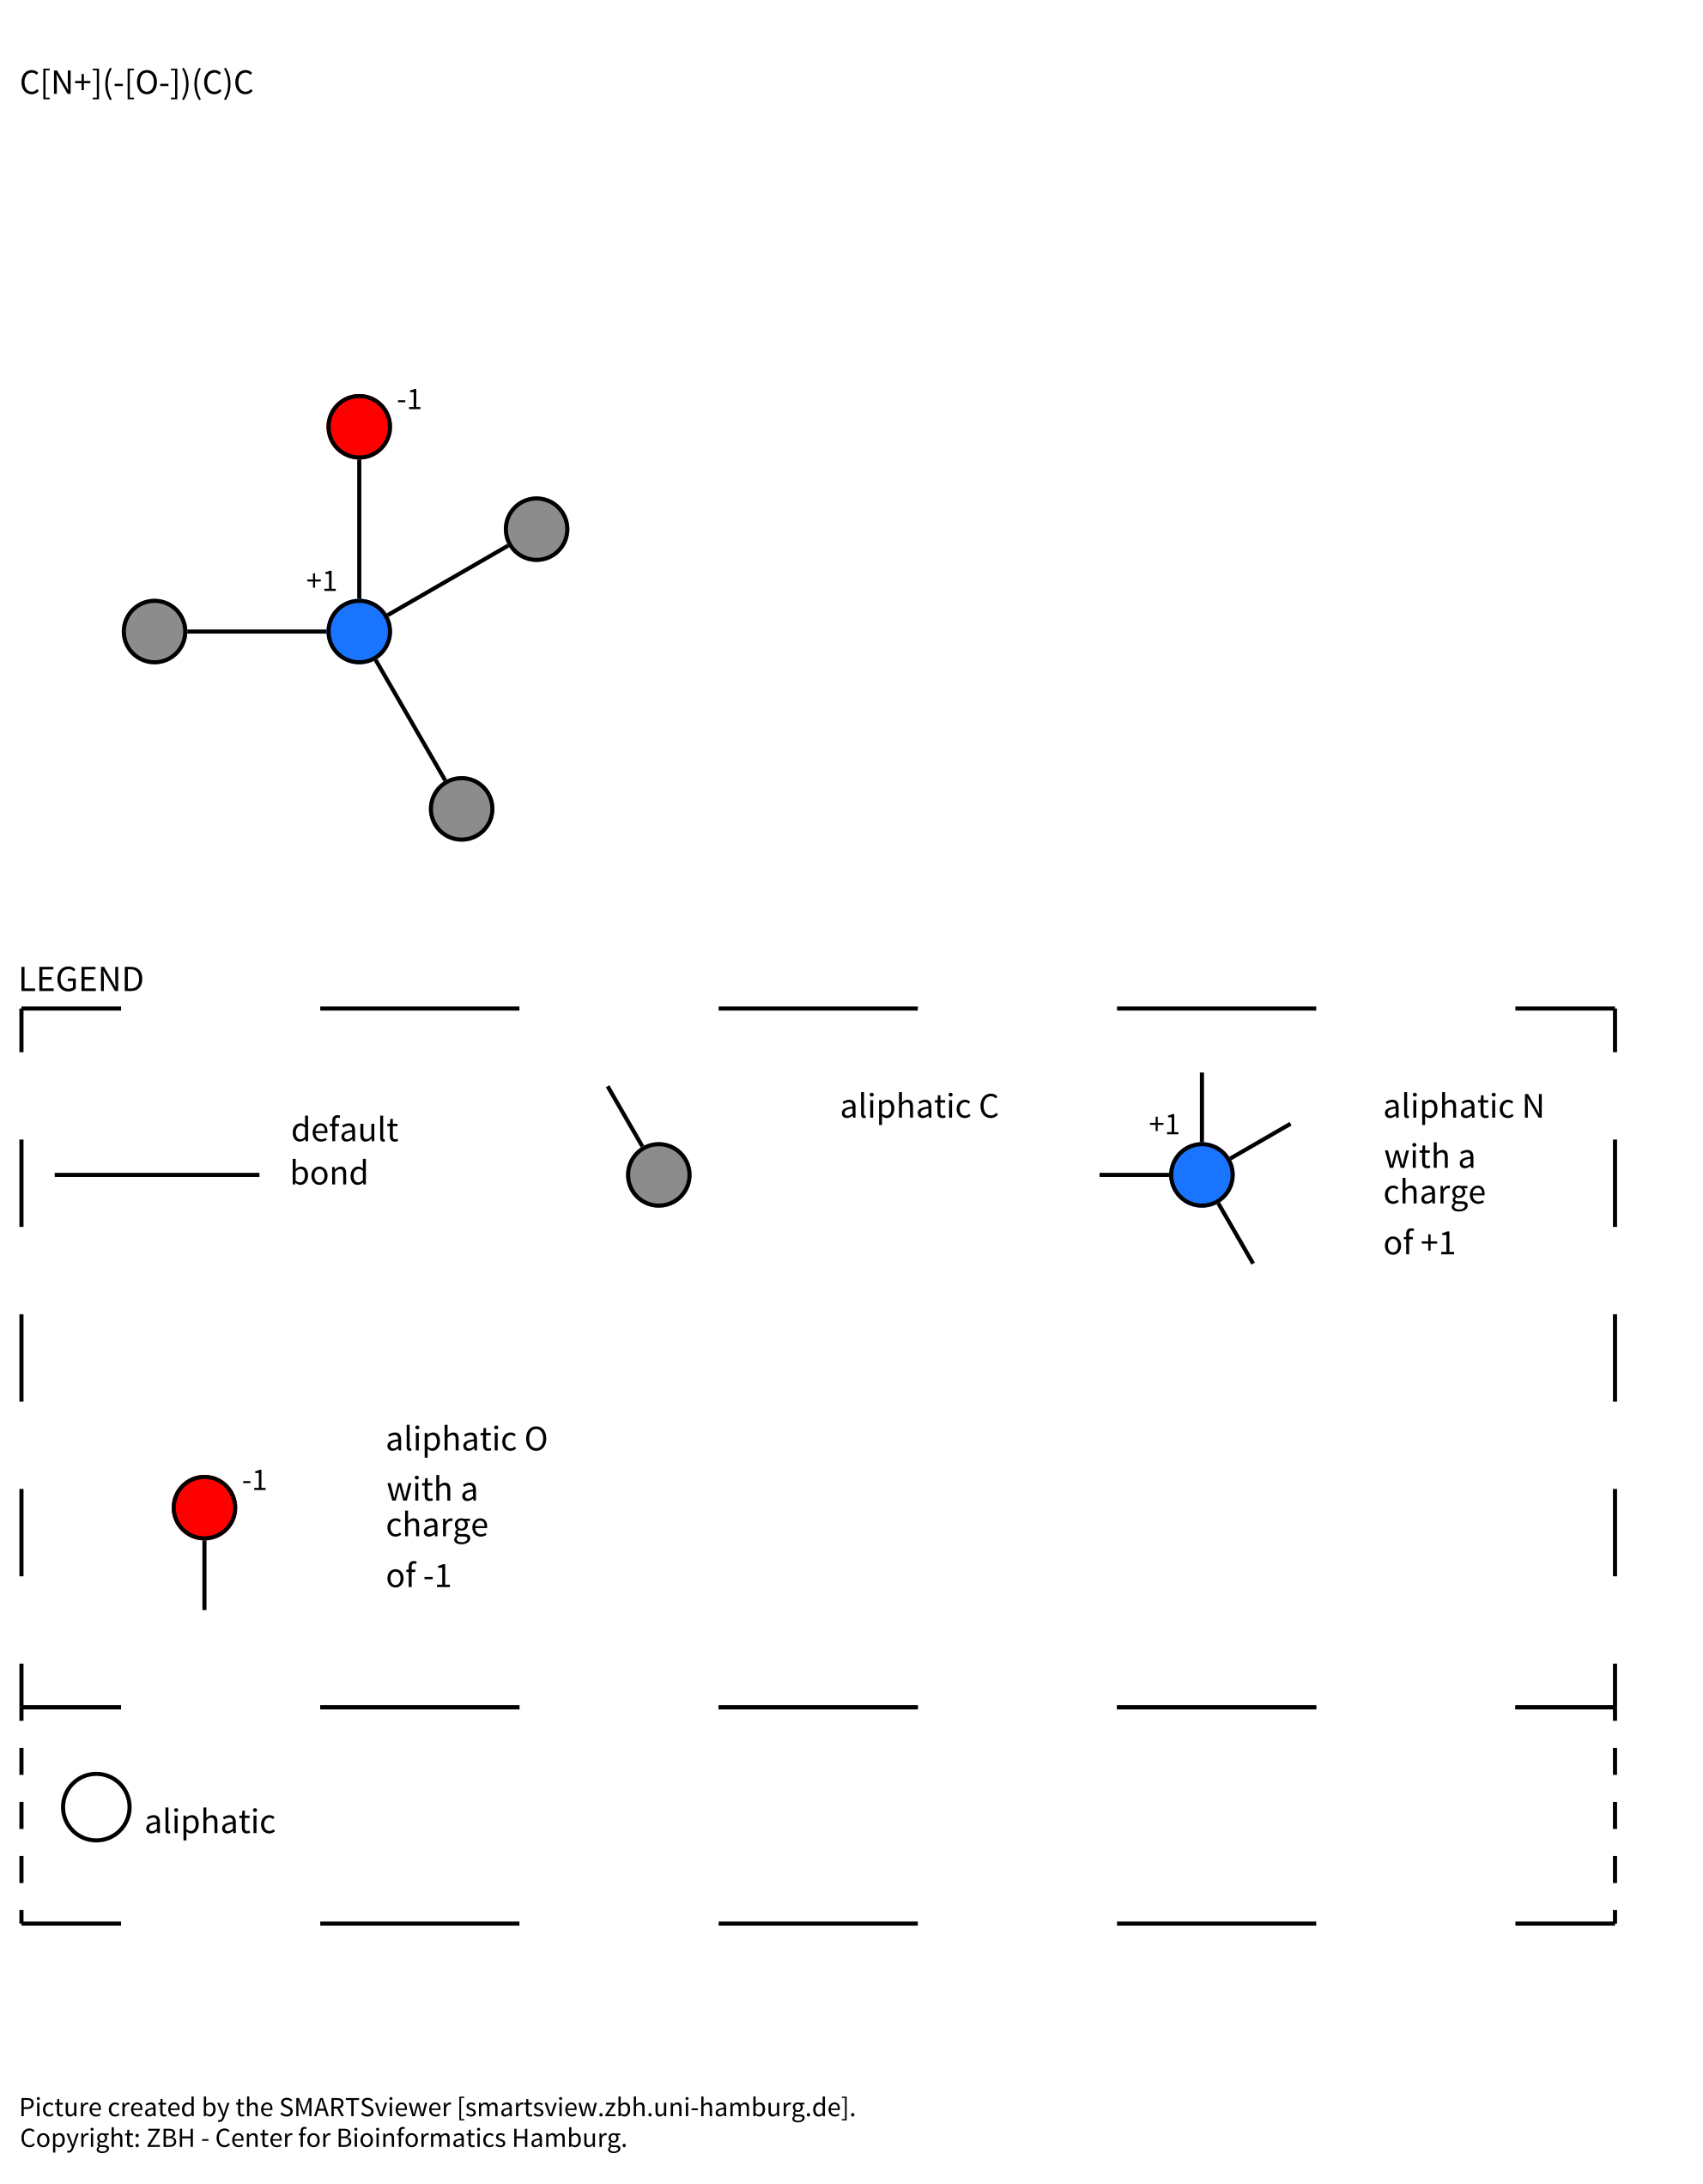 C[N+](-[O-])(C)C
-1
+1
LEGEND
default
bond
aliphatic C
+1
aliphatic N
with a
charge
of +1
-1
aliphatic O
with a
charge
of -1
aliphatic
Picture created by the SMARTSviewer [smartsview.zbh.uni-hamburg.de].
Copyright: ZBH - Center for Bioinformatics Hamburg.